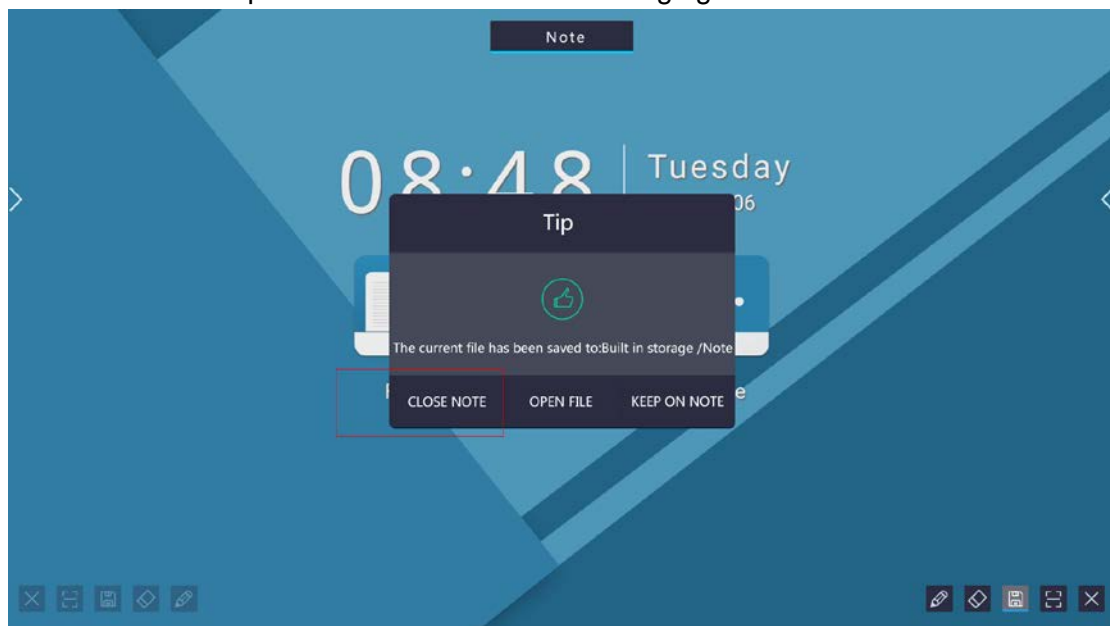 Note
08:48
Tuesday
06
Tip
The current file has been saved to:Built in storage /Note
CLOSE NOTE
OPEN FILE
KEEP ON NOTE